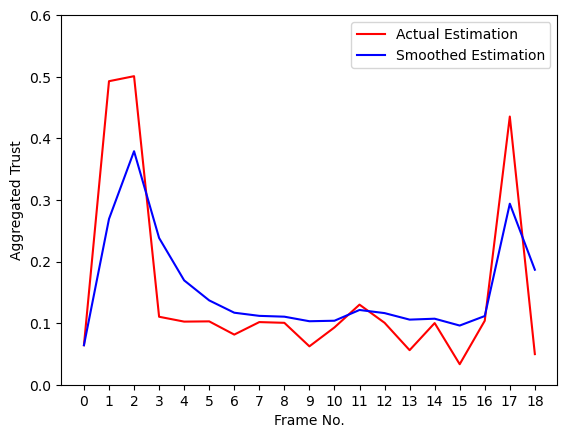 Actual Estimation
Smoothed Estimation
Aggregated Trust
0.6
0.5
0.4
0.3
0.2
0.1
0.0
0 1 2 3 4 5 6 7 8 9 10 11 12 13 14 15 16 17 18
Frame No.